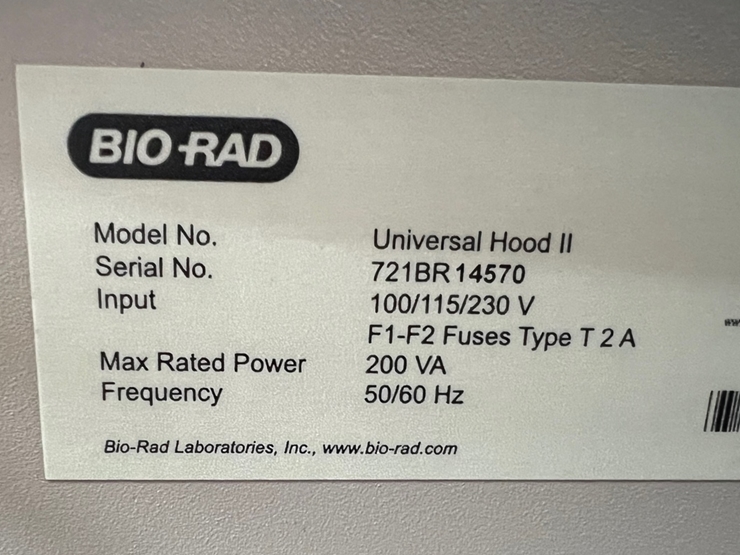 BIO-RAD
Model No. Universal Hood II
Serial No. 721BR14570
Input 100/115/230 V
F1-F2 Fuses Type T 2 A
Max Rated Power 200 VA
Frequency 50/60 Hz
Bio-Rad Laboratories, Inc., www.bio-rad.com